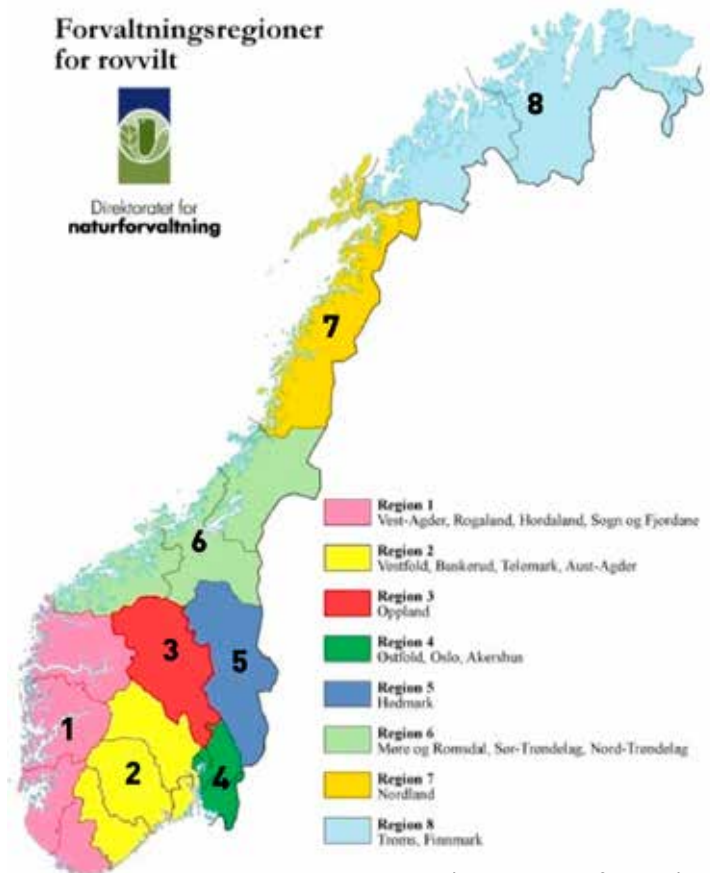 Forvaltningsregioner
for rovvilt
Direktoratet for
naturforvaltning
8
7
6
3
5
1
2
4
Region 1
Vest-Agder, Rogaland, Hordaland, Sogn og Fjordane
Region 2
Vestfold, Buskerud, Telemark, Aust-Agder
Region 3
Oppland
Region 4
Østfold, Oslo, Akershus
Region 5
Hedmark
Region 6
Møre og Romsdal, Sør-Trøndelag, Nord-Trøndelag
Region 7
Nordland
Region 8
Troms, Finnmark